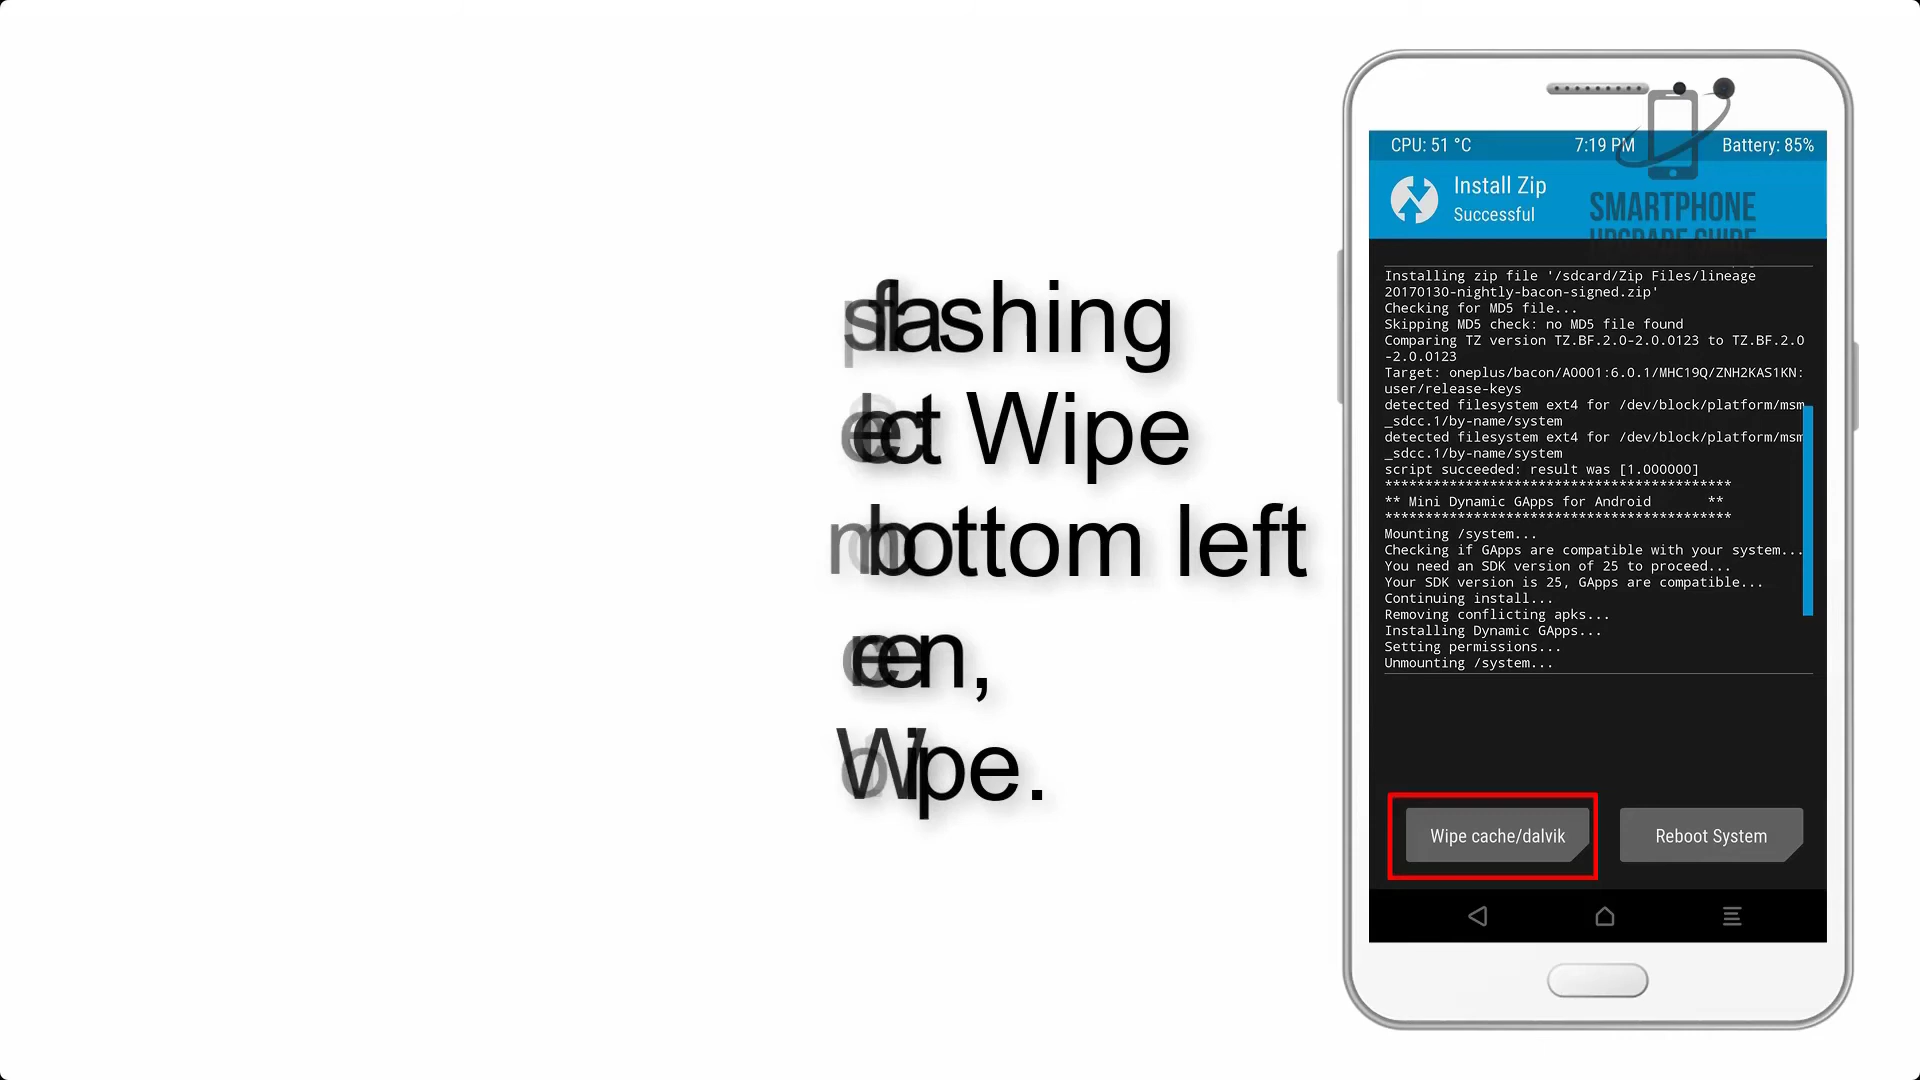 flashing
Wipe
bottom left
Wipe.
CPU: 51 °C 7:19 PM Battery: 85%
Install Zip
Successful
SMARTPHONE
UPGRADE GUIDE
Installing zip file '/sdcard/Zip Files/lineage
20170130-nightly-bacon-signed.zip'
Checking for MD5 file...
Skipping MD5 check: no MD5 file found
Comparing TZ version TZ.BF.2.0-2.0.0123 to TZ.BF.2.0
-2.0.0123
Target: oneplus/bacon/A0001:6.0.1/MHC19Q/ZNH2KAS1KN:
user/release-keys
detected filesystem ext4 for /dev/block/platform/msm
_sdcc.1/by-name/system
detected filesystem ext4 for /dev/block/platform/msm
_sdcc.1/by-name/system
script succeeded: result was [1.000000]
*******************************************
** Mini Dynamic GApps for Android **
*******************************************
Mounting /system...
Checking if GApps are compatible with your system...
You need an SDK version of 25 to proceed...
Your SDK version is 25, GApps are compatible...
Continuing install...
Removing conflicting apks...
Installing Dynamic GApps...
Setting permissions...
Unmounting /system...
Wipe cache/dalvik
Reboot System